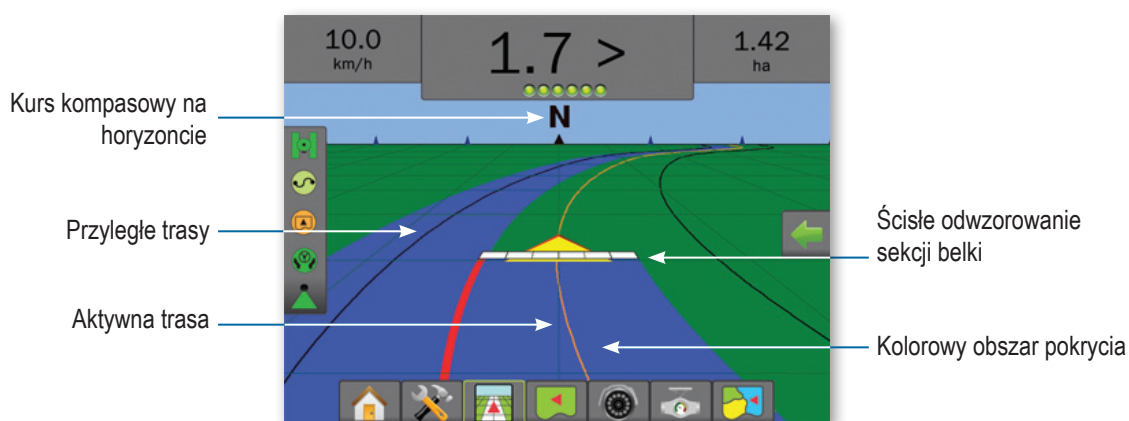 10.0
km/h
1.7 >
1.42
ha
Kurs kompasowy na
horyzoncie
N
Przyległe trasy
Ścisłe odwzorowanie
sekcji belki
Aktywna trasa
Kolorowy obszar pokrycia